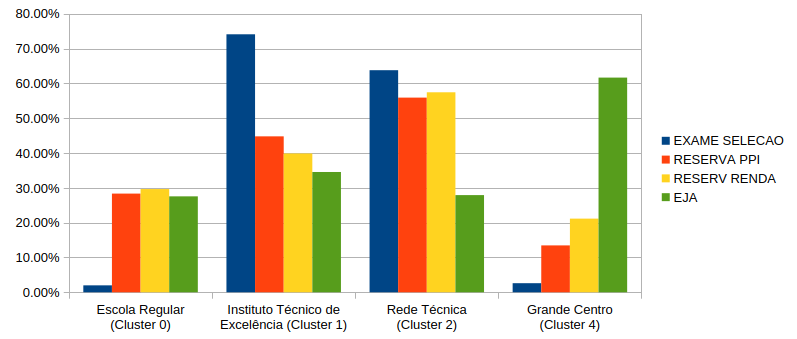 80.00%
70.00%
60.00%
50.00%
40.00%
30.00%
20.00%
10.00%
0.00%
Escola Regular
(Cluster 0)
Instituto Técnico de
Excelência (Cluster 1)
Rede Técnica
(Cluster 2)
Grande Centro
(Cluster 4)
EXAME SELECAO
RESERVA PPI
RESERV RENDA
EJA